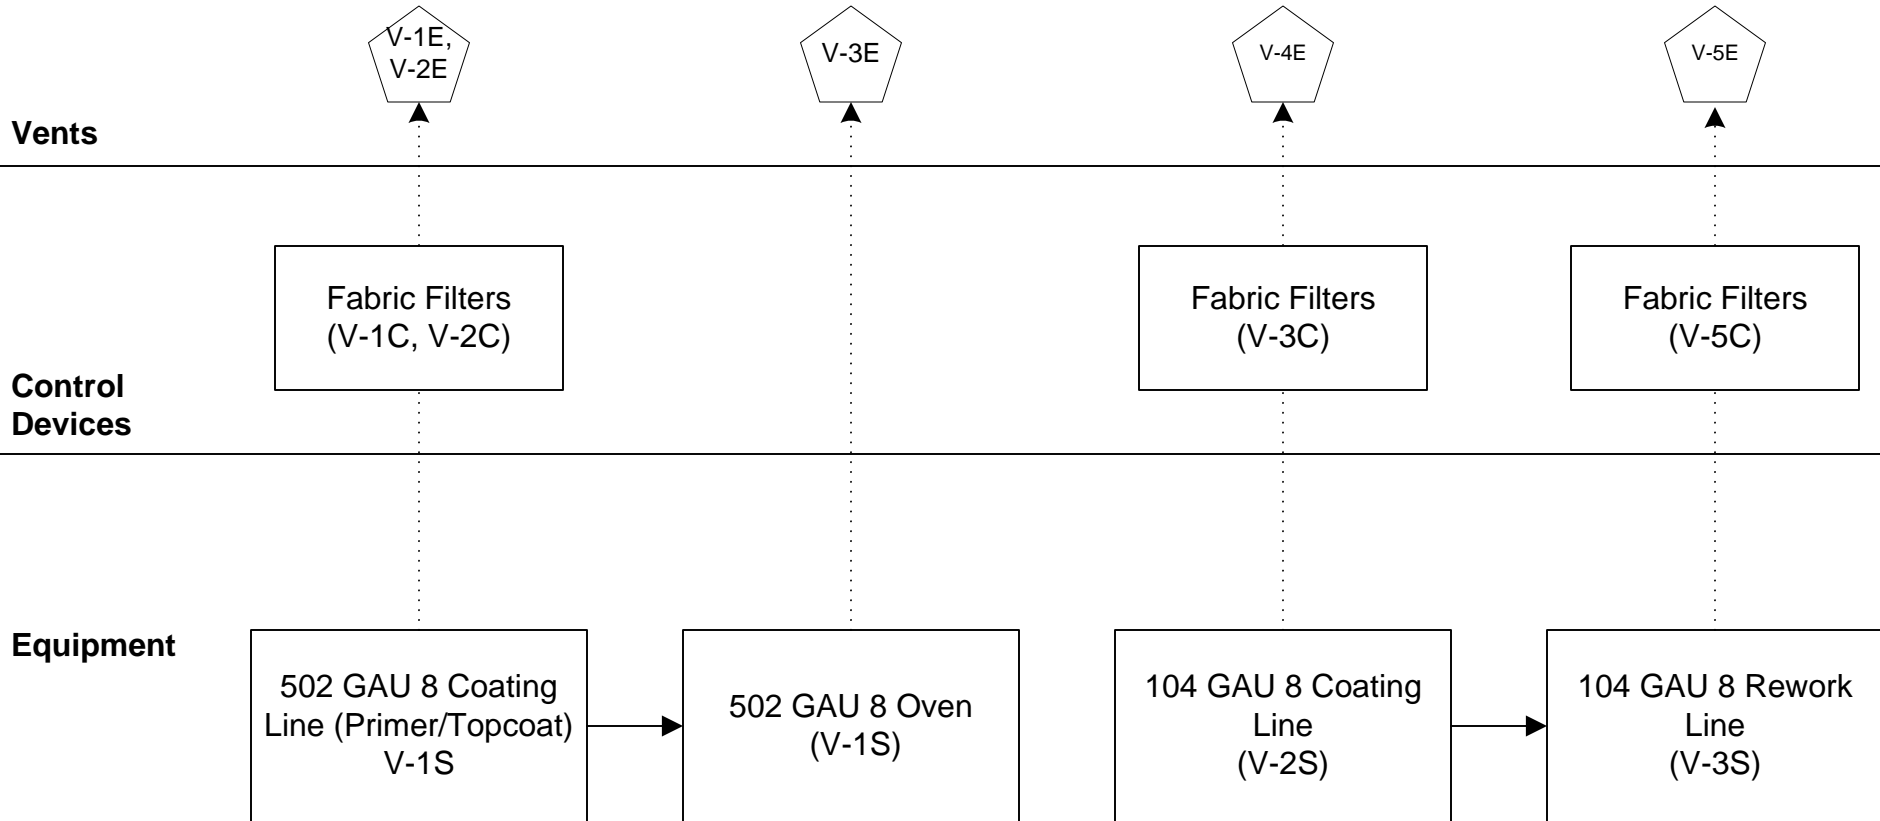 V-1E,
V-2E
V-3E
V-4E
V-5E
Vents
Fabric Filters
(V-1C, V-2C)
Fabric Filters
(V-3C)
Fabric Filters
(V-5C)
Control
Devices
Equipment
502 GAU 8 Coating
Line (Primer/Topcoat)
V-1S
502 GAU 8 Oven
(V-1S)
104 GAU 8 Coating
Line
(V-2S)
104 GAU 8 Rework
Line
(V-3S)